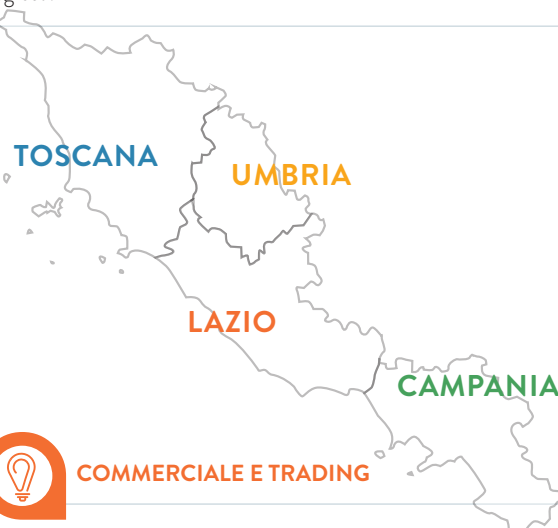 TOSCANA
UMBRIA
LAZIO
CAMPANIA
COMMERCIALE E TRADING